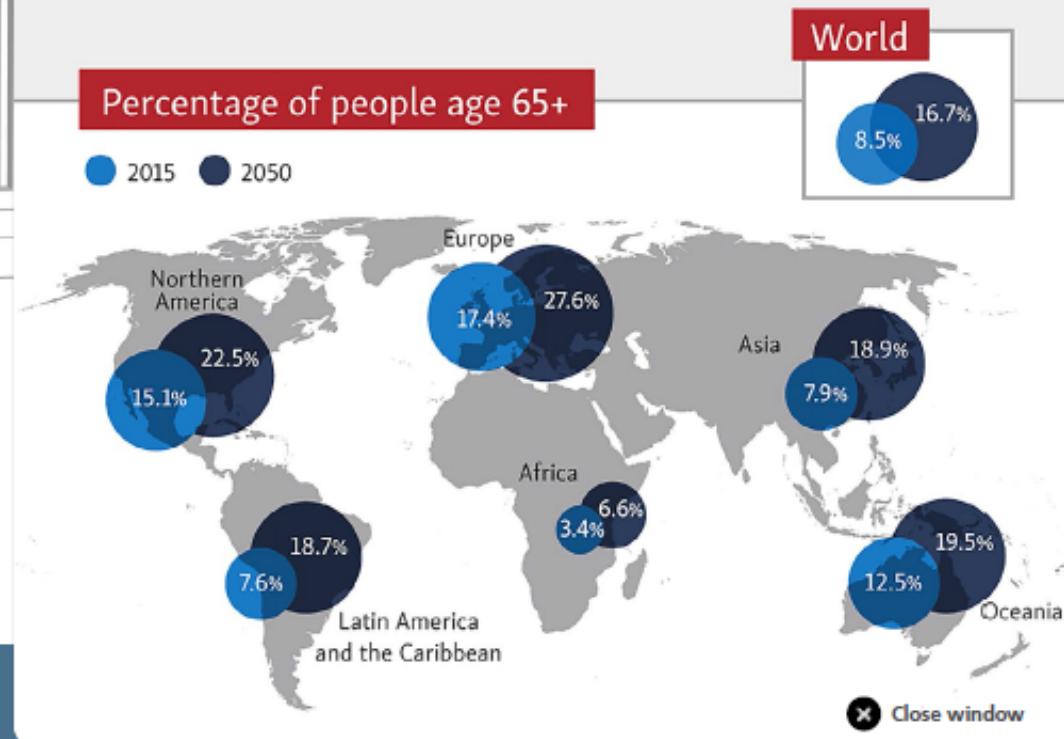 World
16.7%
8.5%
Percentage of people age 65+
2015 2050
Europe
27.6%
17.4%
Northern
America
22.5%
15.1%
Asia
18.9%
7.9%
Africa
6.6%
3.4%
18.7%
7.6%
Latin America
and the Caribbean
19.5%
12.5%
Oceania
Close window